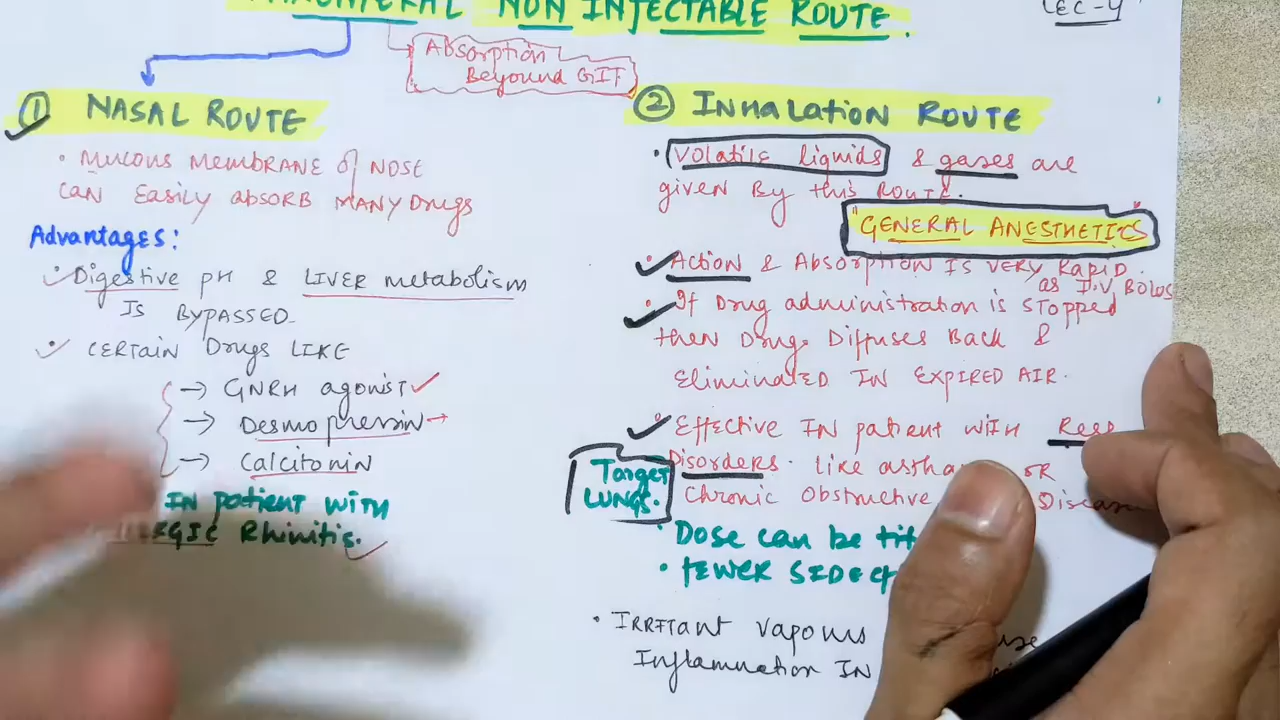 NON INJECTABLE ROUTE.
LEC-4
Absorption
Beyound GIT
① NASAL ROUTE
• Mucous MEMBRANE of NOSE
CAN EASily absorb MANY Drugs
Advantages:
Digestive pH & LIVER metabolism
Is BYPASSED
CERTAIN Drugs LIKE
→ GNRH agonist
→ Desmopressin →
→ Calcitonin
IN patient with
Rhinitis.
② INHALATION ROUTE
• Volatile liquids & gases are
given By this Route.
"GENERAL ANESTHETICS
• Action & Absorption Is VERY Rapid.
as I.V BOLUS
• If Drug administration is stopped
then Drug Diffuses Back &
EliminatED IN EXPIRED AIR.
Effective IN patient with Resp
Disorders. like OR
Chronic Obstructive
Target
LUNGS.
• Dose can be
• FEWER
• IRRITant vapours
Inflamnation IN